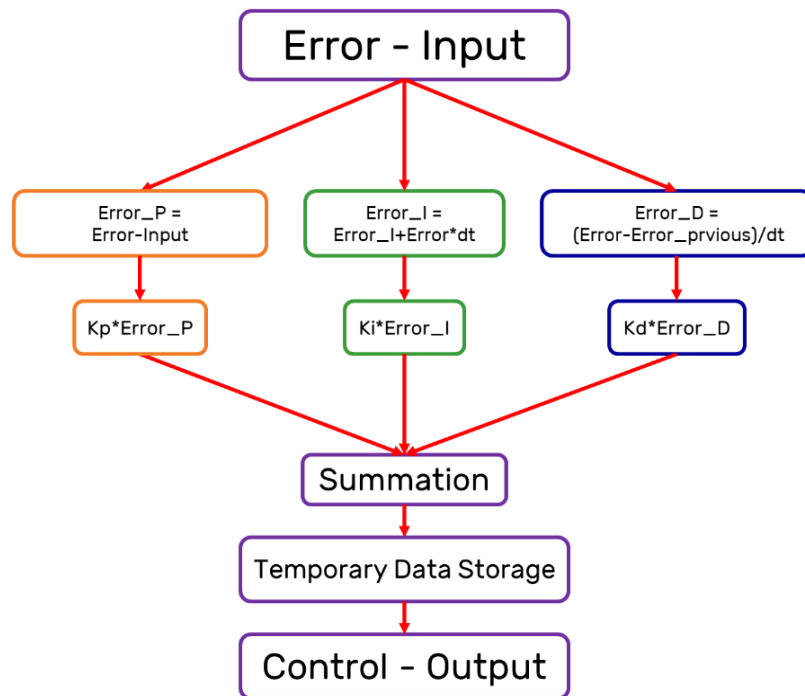 Error - Input
Error_P =
Error-Input
Error_I =
Error_I+Error*dt
Error_D =
(Error-Error_prvious)/dt
Kp*Error_P
Ki*Error_I
Kd*Error_D
Summation
Temporary Data Storage
Control - Output